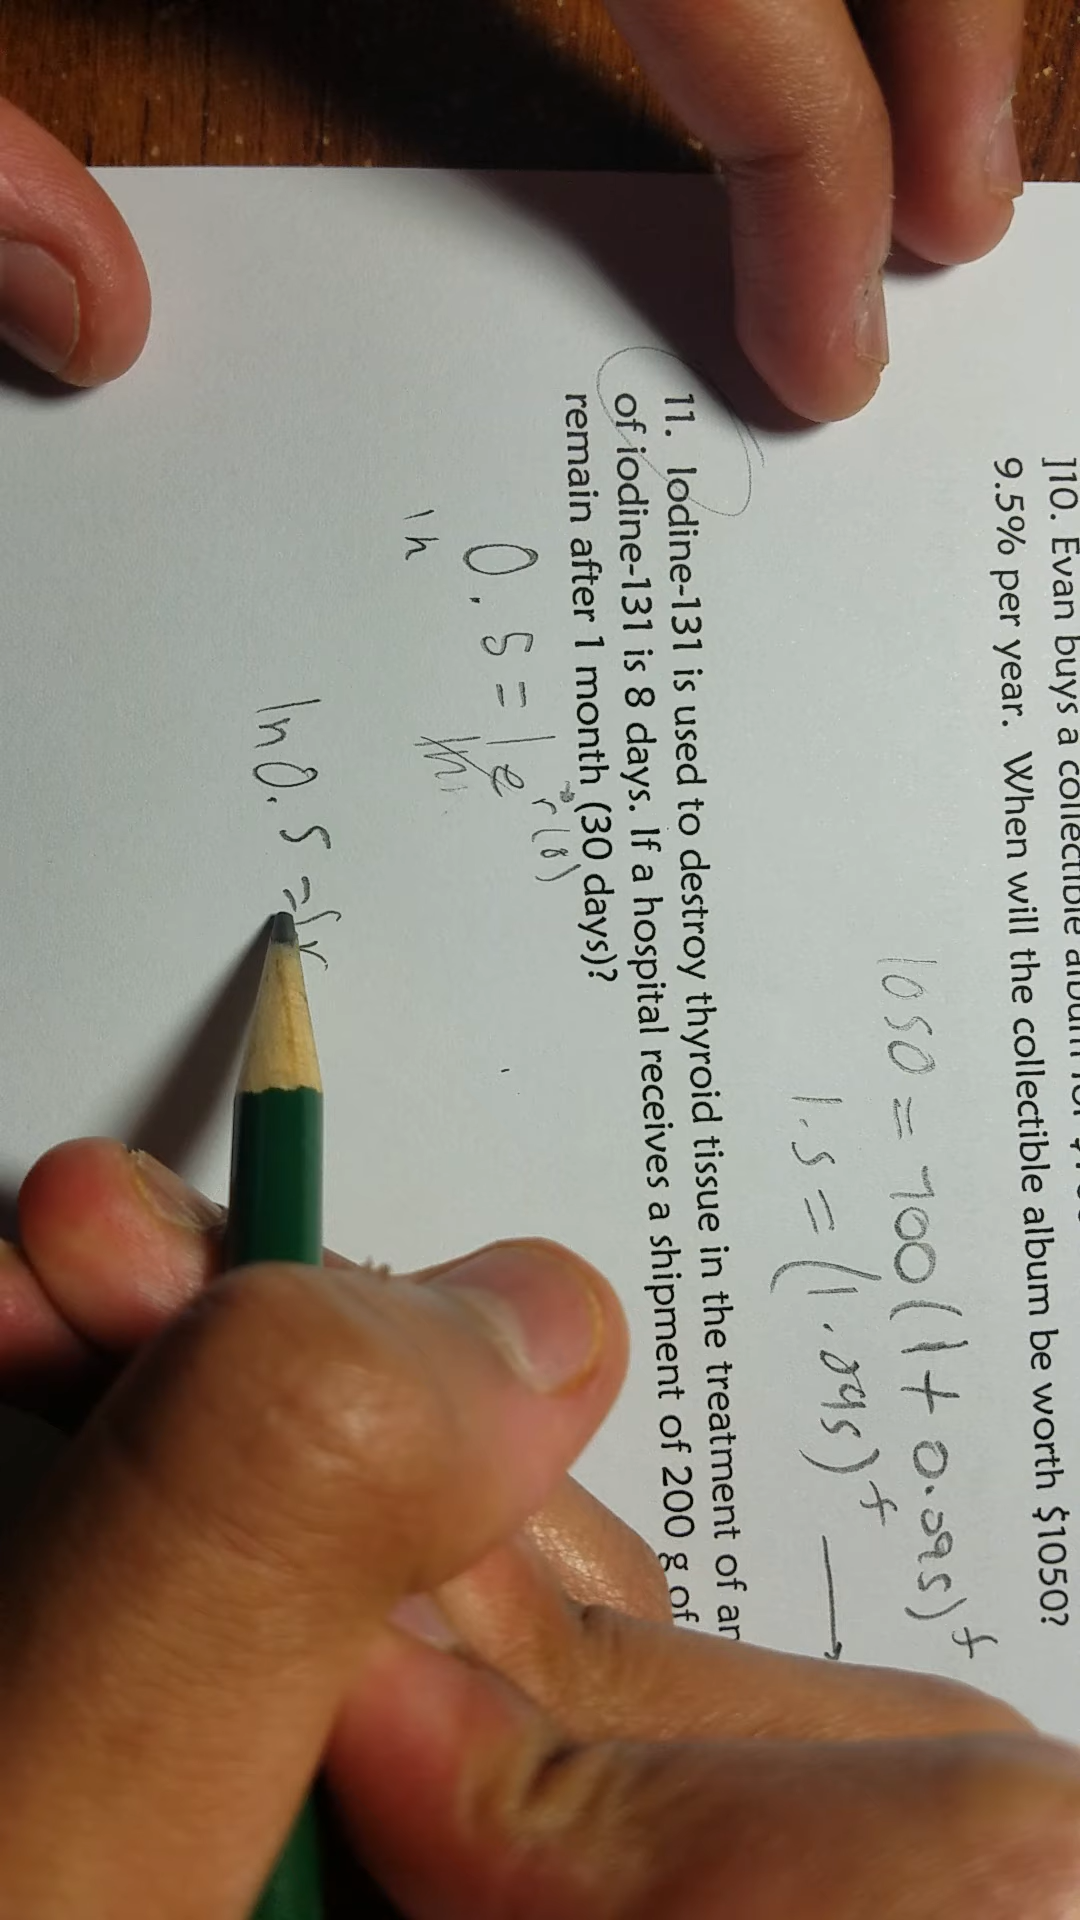 ]10. Evan buys a collectible album for
9.5% per year. When will the collectible album be worth $1050?
1050 = 700(1+0.095)^t
1.5 = (1.095)^t →
11. Iodine-131 is used to destroy thyroid tissue in the treatment of
of iodine-131 is 8 days. If a hospital receives a shipment of 200 g of
remain after 1 month (30 days)?
0.5 = 1e^r(8)
ln
ln 0.5 =